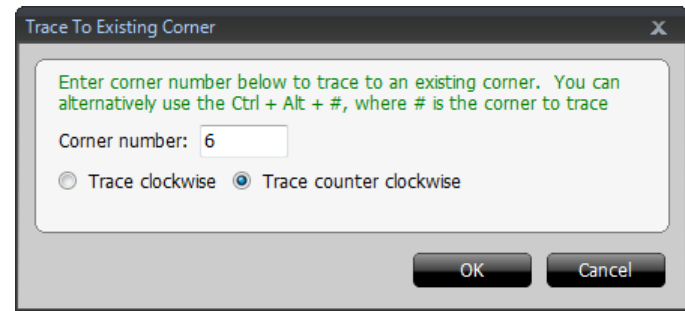 Trace To Existing Corner X
Enter corner number below to trace to an existing corner. You can
alternatively use the Ctrl + Alt + #, where # is the corner to trace
Corner number: 6
Trace clockwise Trace counter clockwise
OK Cancel